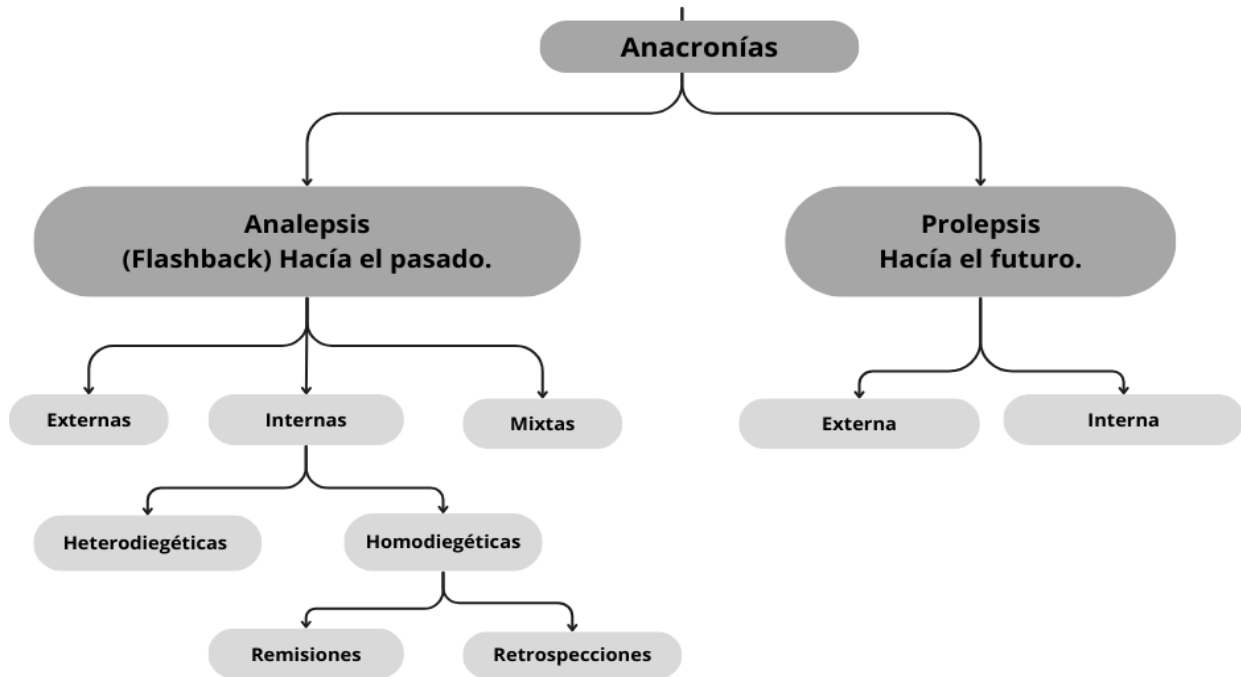 Anacronías
Analepsis
(Flashback) Hacía el pasado.
Prolepsis
Hacía el futuro.
Externas
Internas
Mixtas
Externa
Interna
Heterodiegéticas
Homodiegéticas
Remisiones
Retrospecciones